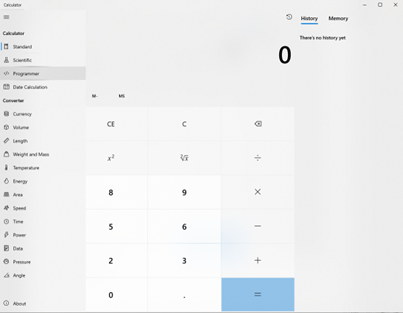 Calculator
Calculator
Standard
Scientific
Programmer
Date Calculation
Converter
Currency
Volume
Length
Weight and Mass
Temperature
Energy
Area
Speed
Time
Power
Data
Pressure
Angle
About
0
M- MS
CE C
x² ²√x ÷
8 9 ×
5 6 −
2 3 +
0 . =
History Memory
There's no history yet